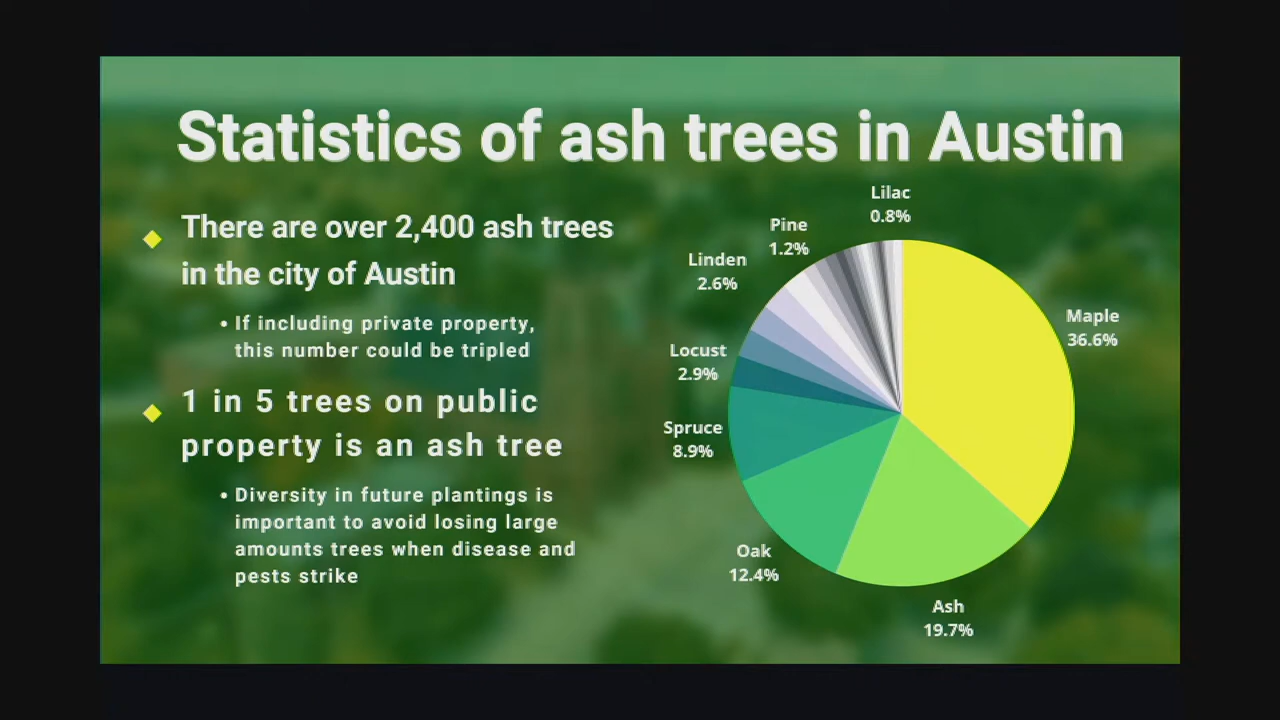 Statistics of ash trees in Austin
There are over 2,400 ash trees
in the city of Austin
• If including private property,
this number could be tripled
1 in 5 trees on public
property is an ash tree
• Diversity in future plantings is
important to avoid losing large
amounts trees when disease and
pests strike
Lilac
0.8%
Pine
1.2%
Linden
2.6%
Locust
2.9%
Spruce
8.9%
Oak
12.4%
Ash
19.7%
Maple
36.6%